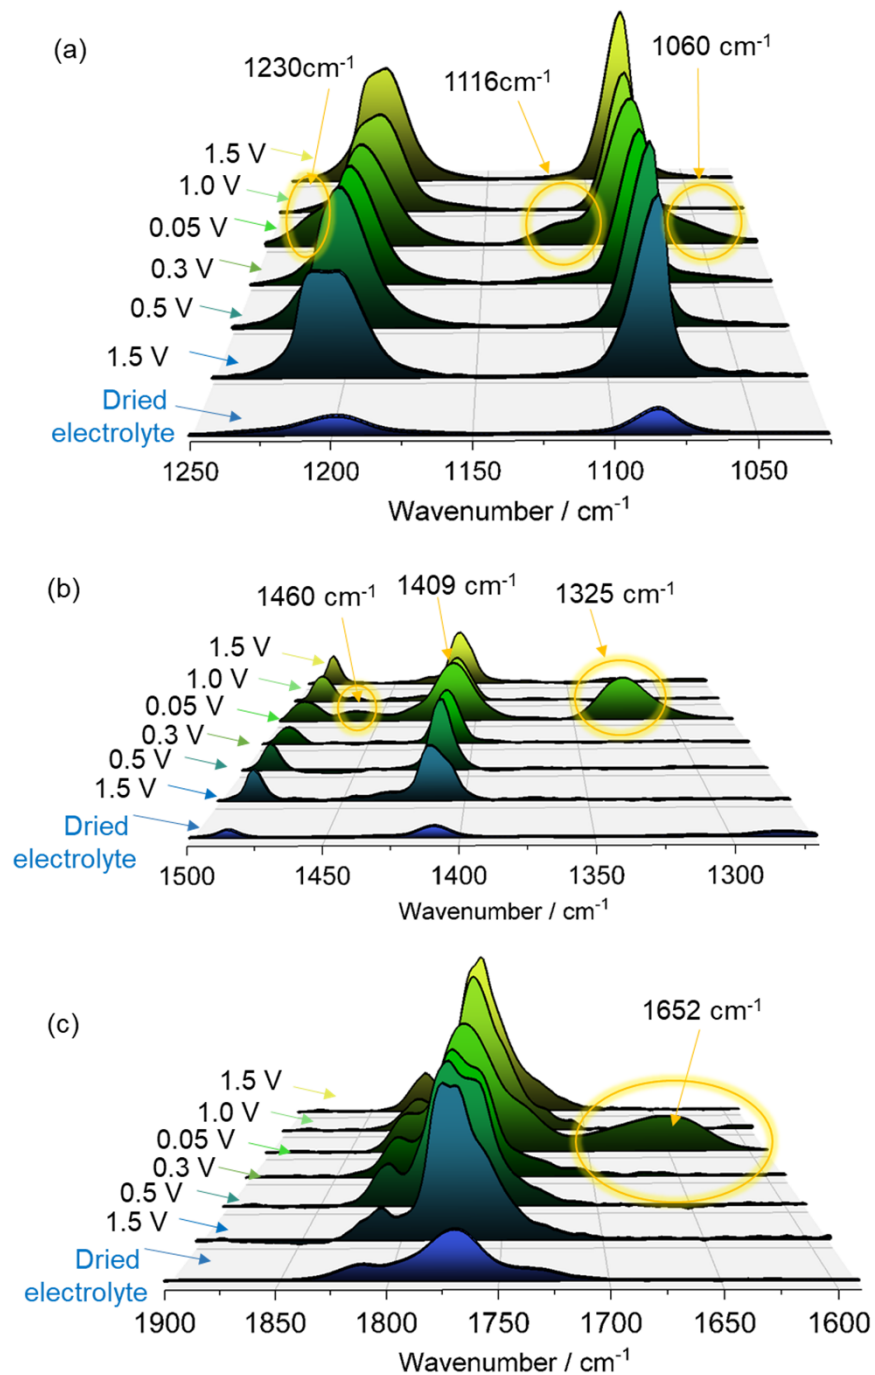 (a)
1230cm-1
1116cm-1
1060 cm-1
1.5 V
1.0 V
0.05 V
0.3 V
0.5 V
1.5 V
Dried
electrolyte
1250 1200 1150 1100 1050
Wavenumber / cm-1
(b)
1460 cm-1
1409 cm-1
1325 cm-1
1.5 V
1.0 V
0.05 V
0.3 V
0.5 V
1.5 V
Dried
electrolyte
1500 1450 1400 1350 1300
Wavenumber / cm-1
(c)
1652 cm-1
1.5 V
1.0 V
0.05 V
0.3 V
0.5 V
1.5 V
Dried
electrolyte
1900 1850 1800 1750 1700 1650 1600
Wavenumber / cm-1